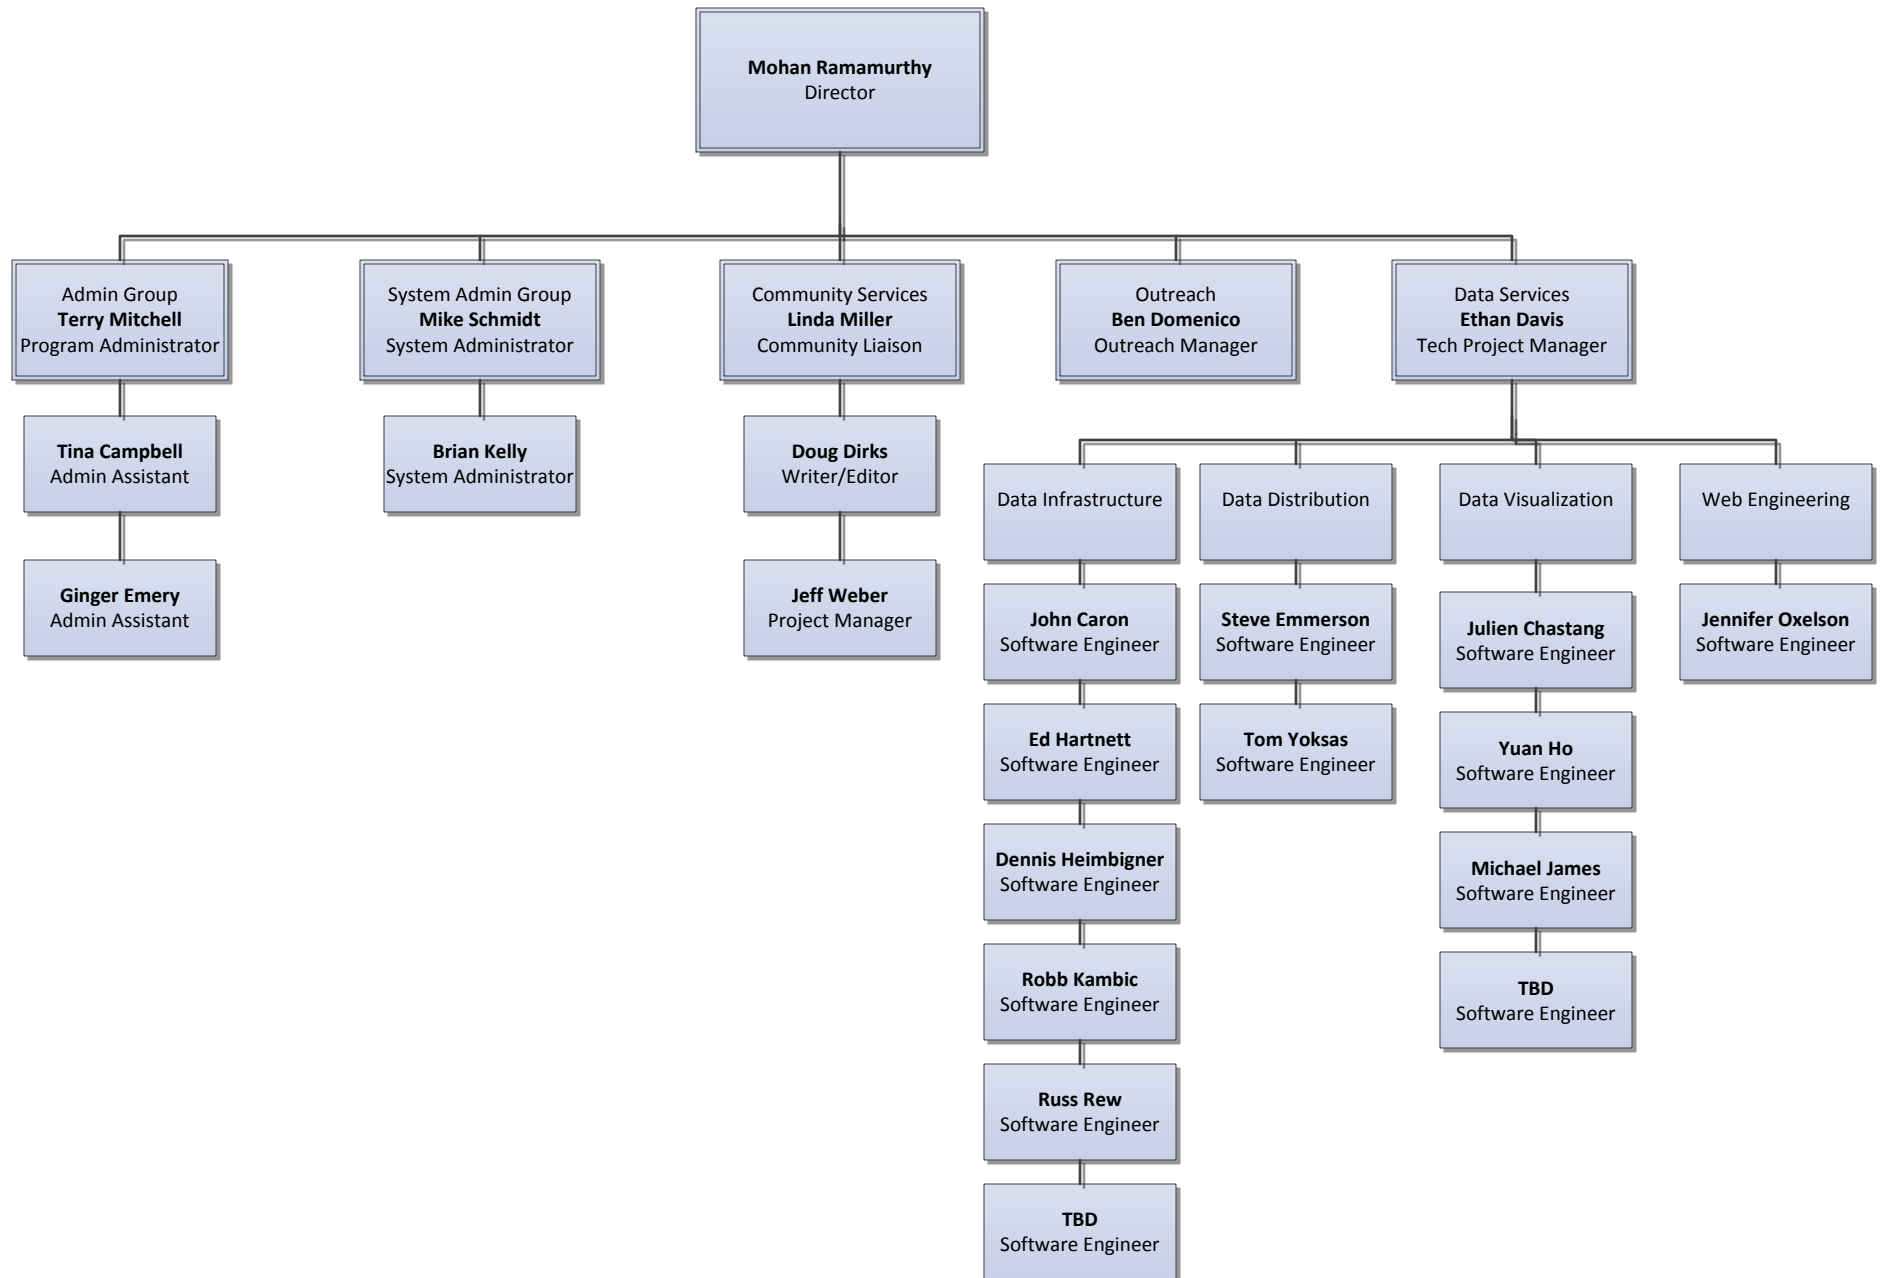 Mohan Ramamurthy
Director
Admin Group
Terry Mitchell
Program Administrator
System Admin Group
Mike Schmidt
System Administrator
Community Services
Linda Miller
Community Liaison
Outreach
Ben Domenico
Outreach Manager
Data Services
Ethan Davis
Tech Project Manager
Tina Campbell
Admin Assistant
Brian Kelly
System Administrator
Doug Dirks
Writer/Editor
Ginger Emery
Admin Assistant
Jeff Weber
Project Manager
Data Infrastructure
Data Distribution
Data Visualization
Web Engineering
John Caron
Software Engineer
Steve Emmerson
Software Engineer
Julien Chastang
Software Engineer
Jennifer Oxelson
Software Engineer
Ed Hartnett
Software Engineer
Tom Yoksas
Software Engineer
Yuan Ho
Software Engineer
Dennis Heimbigner
Software Engineer
Michael James
Software Engineer
Robb Kambic
Software Engineer
TBD
Software Engineer
Russ Rew
Software Engineer
TBD
Software Engineer